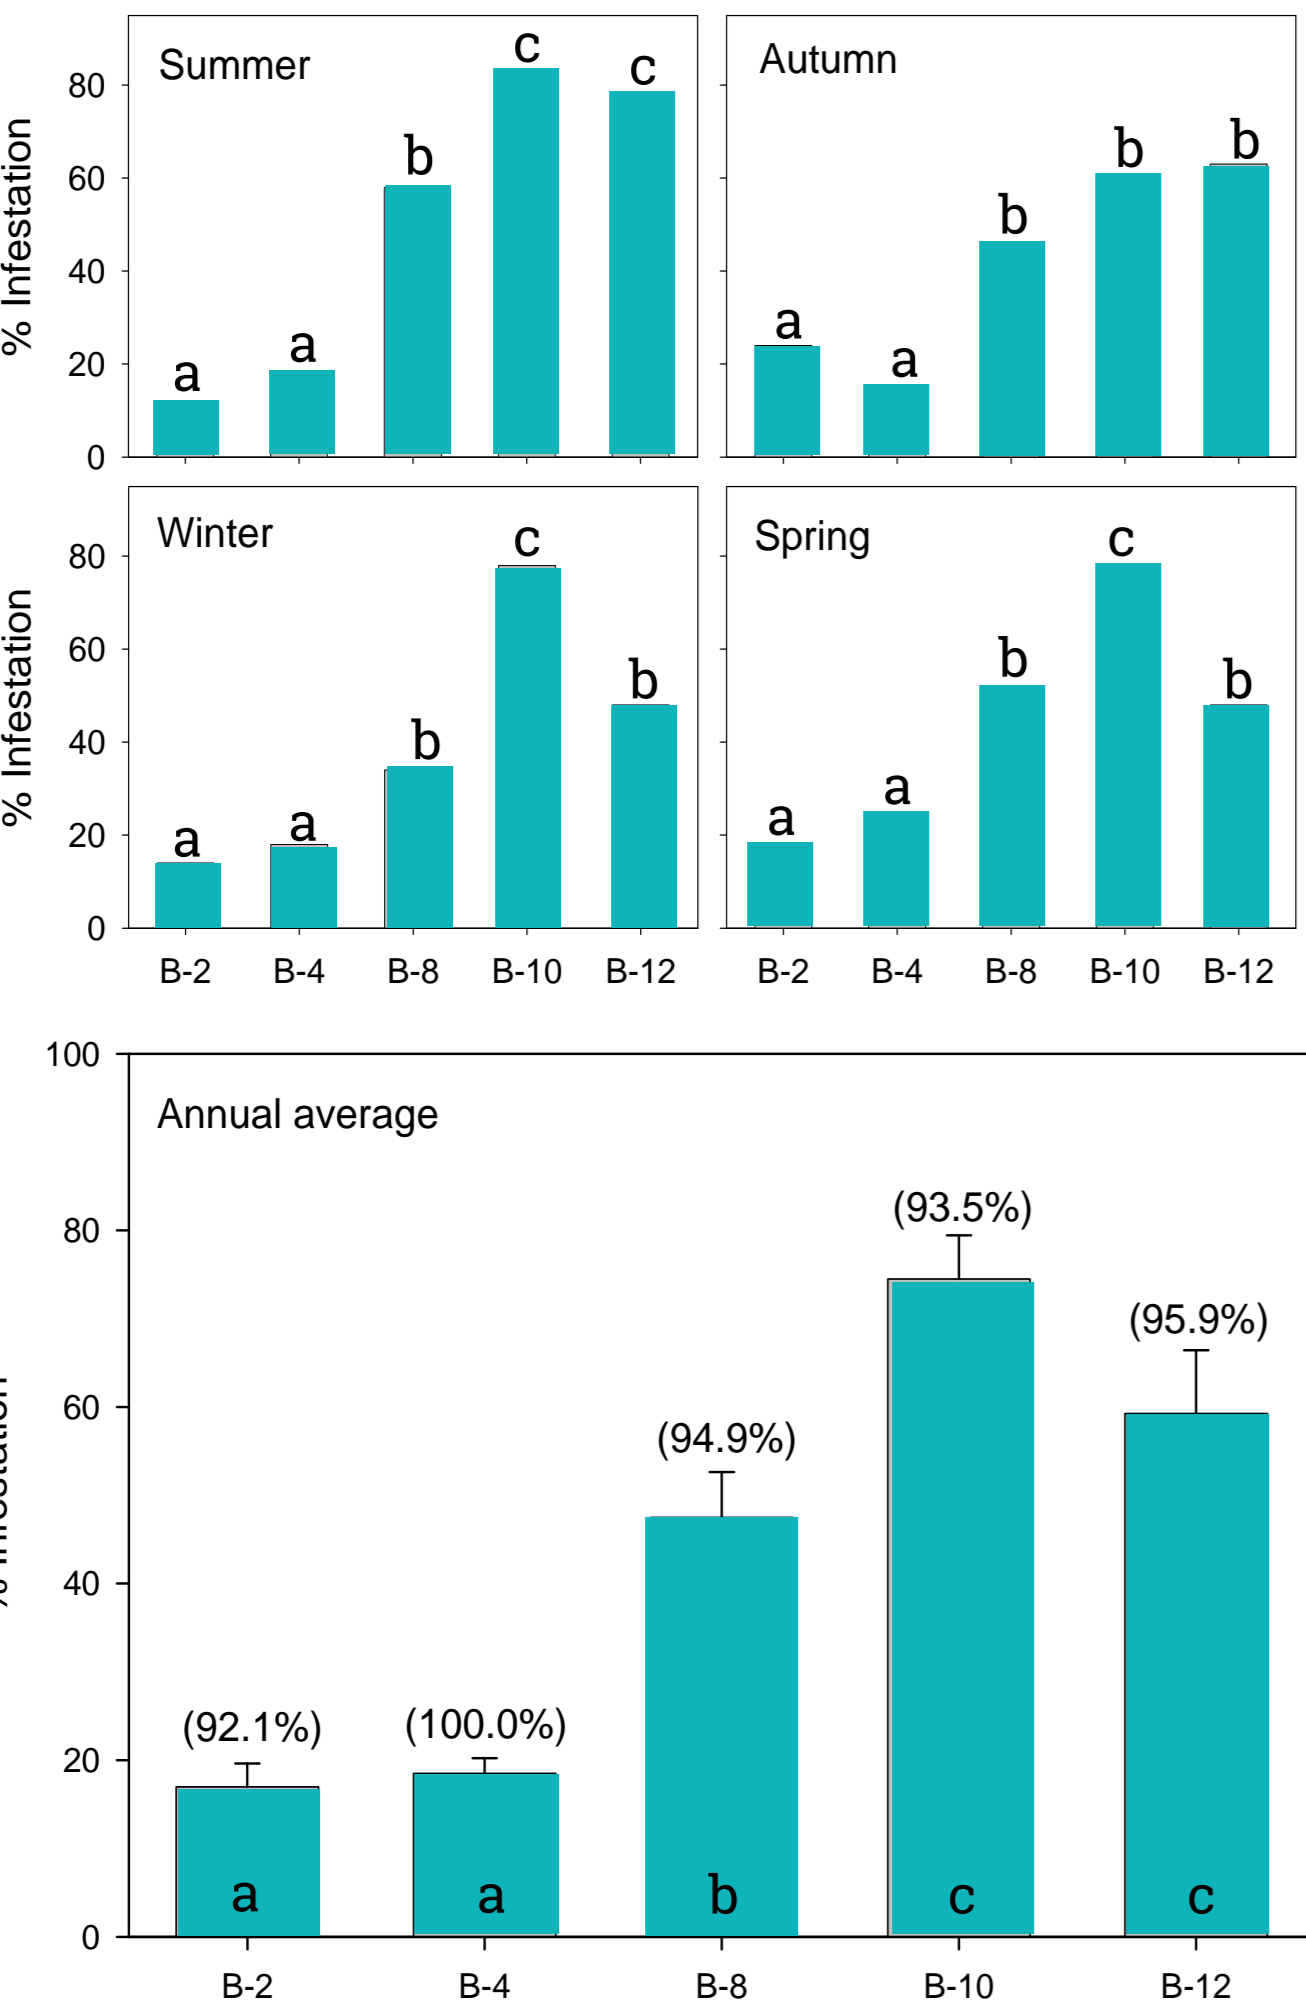 Summer
Autumn
% Infestation
80
60
40
20
0
a
a
b
c
c
a
a
b
b
b
Winter
Spring
% Infestation
80
60
40
20
0
a
a
b
c
b
a
a
b
c
b
B-2 B-4 B-8 B-10 B-12
B-2 B-4 B-8 B-10 B-12
Annual average
100
80
60
40
20
0
(92.1%)
(100.0%)
(94.9%)
(93.5%)
(95.9%)
a
a
b
c
c
B-2 B-4 B-8 B-10 B-12